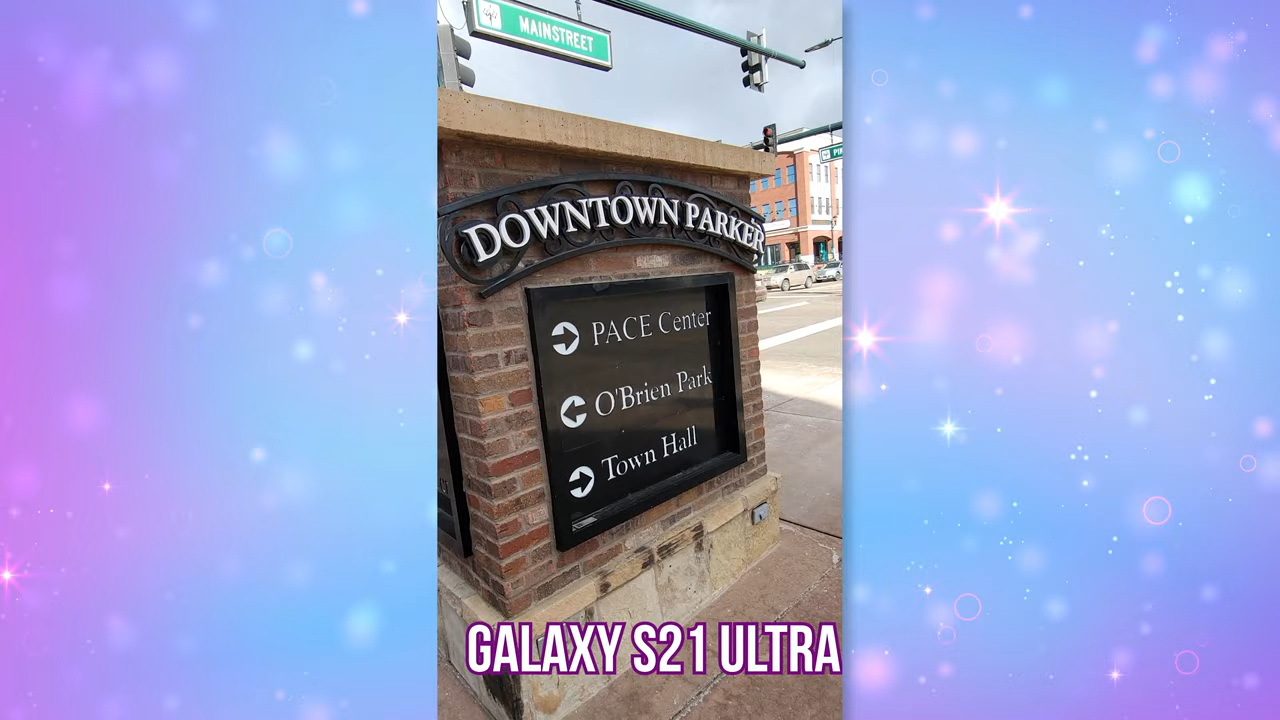 MAINSTREET
DOWNTOWN PARKER
PACE Center
O'Brien Park
Town Hall
GALAXY S21 ULTRA